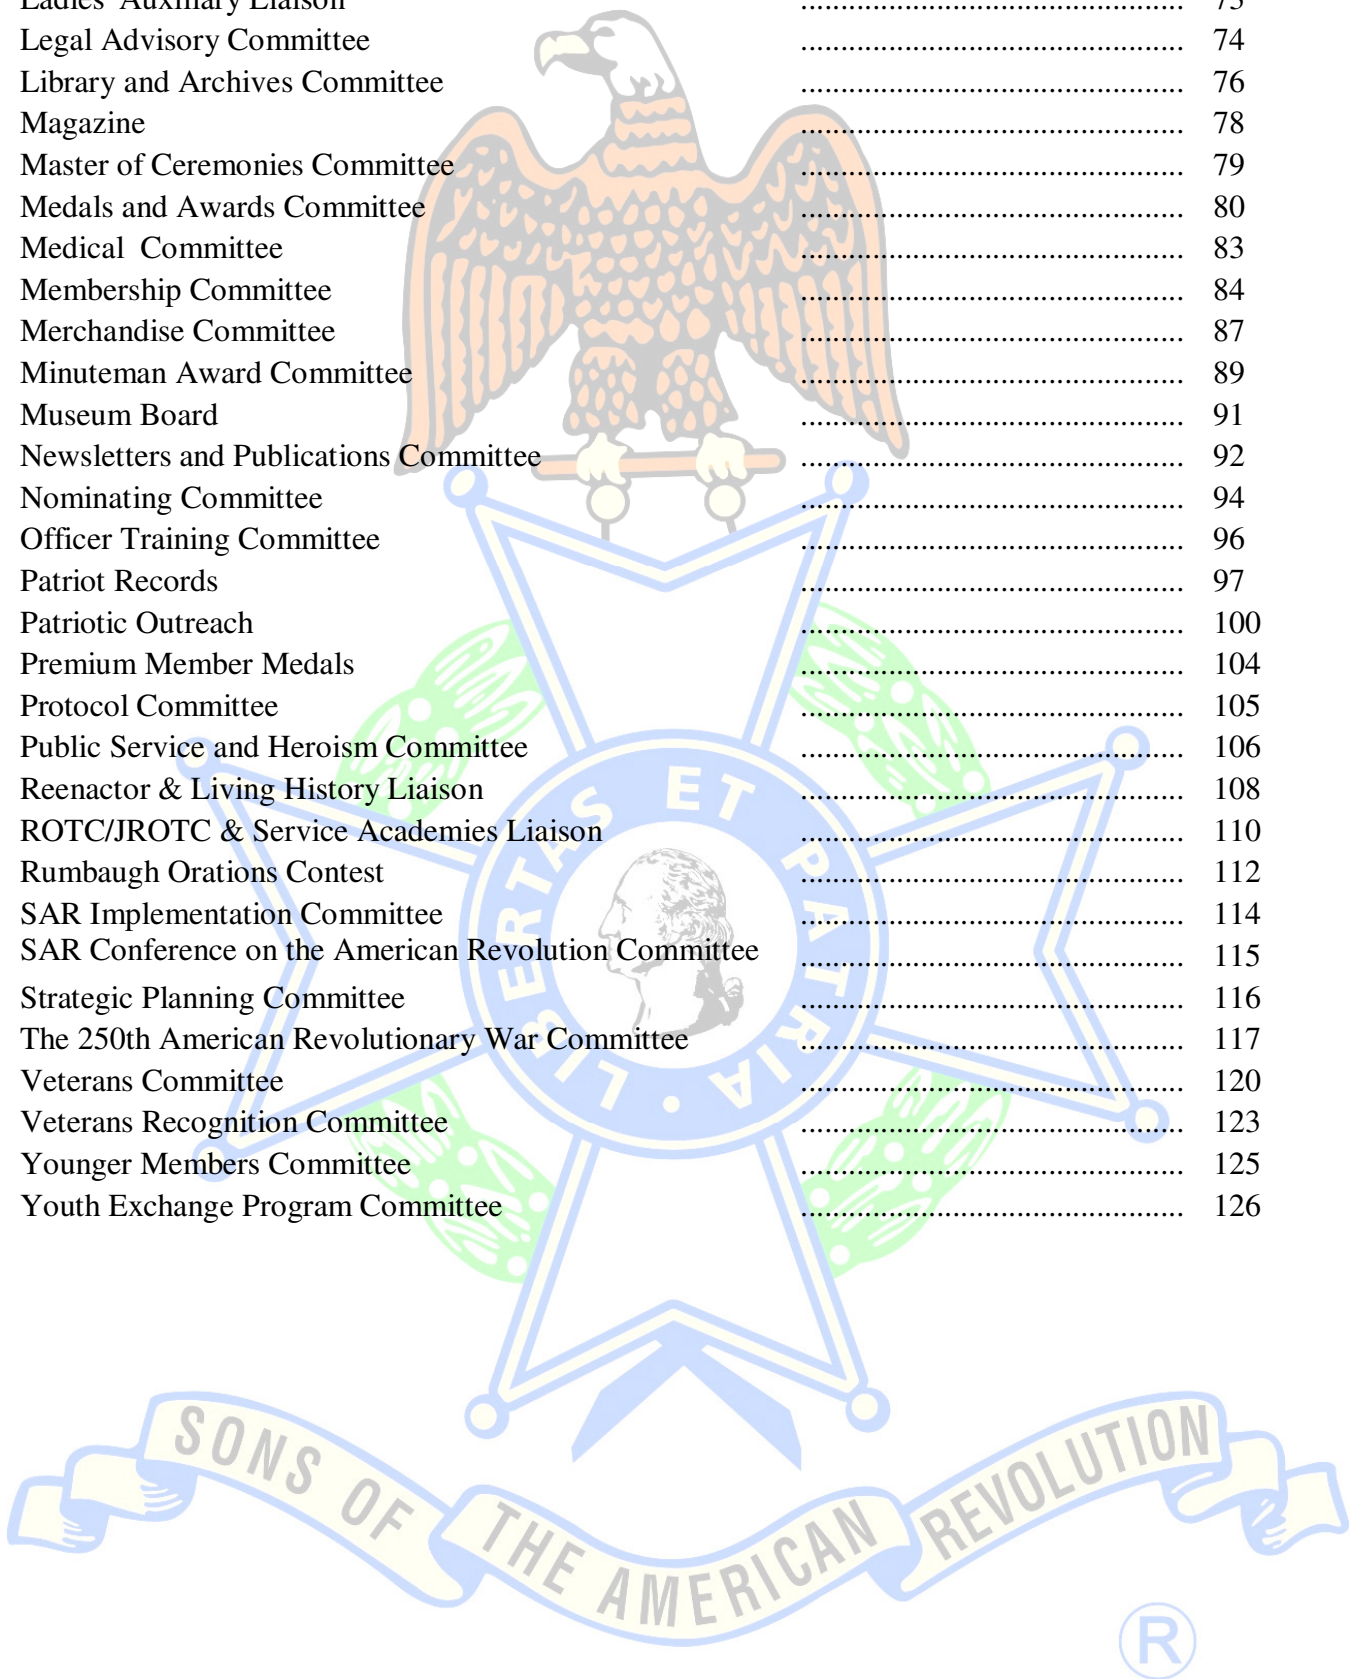 Ladies' Auxiliary Liaison ................................................ 73
Legal Advisory Committee ................................................ 74
Library and Archives Committee ................................................ 76
Magazine ................................................ 78
Master of Ceremonies Committee ................................................ 79
Medals and Awards Committee ................................................ 80
Medical Committee ................................................ 83
Membership Committee ................................................ 84
Merchandise Committee ................................................ 87
Minuteman Award Committee ................................................ 89
Museum Board ................................................ 91
Newsletters and Publications Committee ................................................ 92
Nominating Committee ................................................ 94
Officer Training Committee ................................................ 96
Patriot Records ................................................ 97
Patriotic Outreach ................................................ 100
Premium Member Medals ................................................ 104
Protocol Committee ................................................ 105
Public Service and Heroism Committee ................................................ 106
Reenactor & Living History Liaison ................................................ 108
ROTC/JROTC & Service Academies Liaison ................................................ 110
Rumbaugh Orations Contest ................................................ 112
SAR Implementation Committee ................................................ 114
SAR Conference on the American Revolution Committee ................................................ 115
Strategic Planning Committee ................................................ 116
The 250th American Revolutionary War Committee ................................................ 117
Veterans Committee ................................................ 120
Veterans Recognition Committee ................................................ 123
Younger Members Committee ................................................ 125
Youth Exchange Program Committee ................................................ 126
LIBERTAS ET PATRIA
SONS OF THE AMERICAN REVOLUTION
®